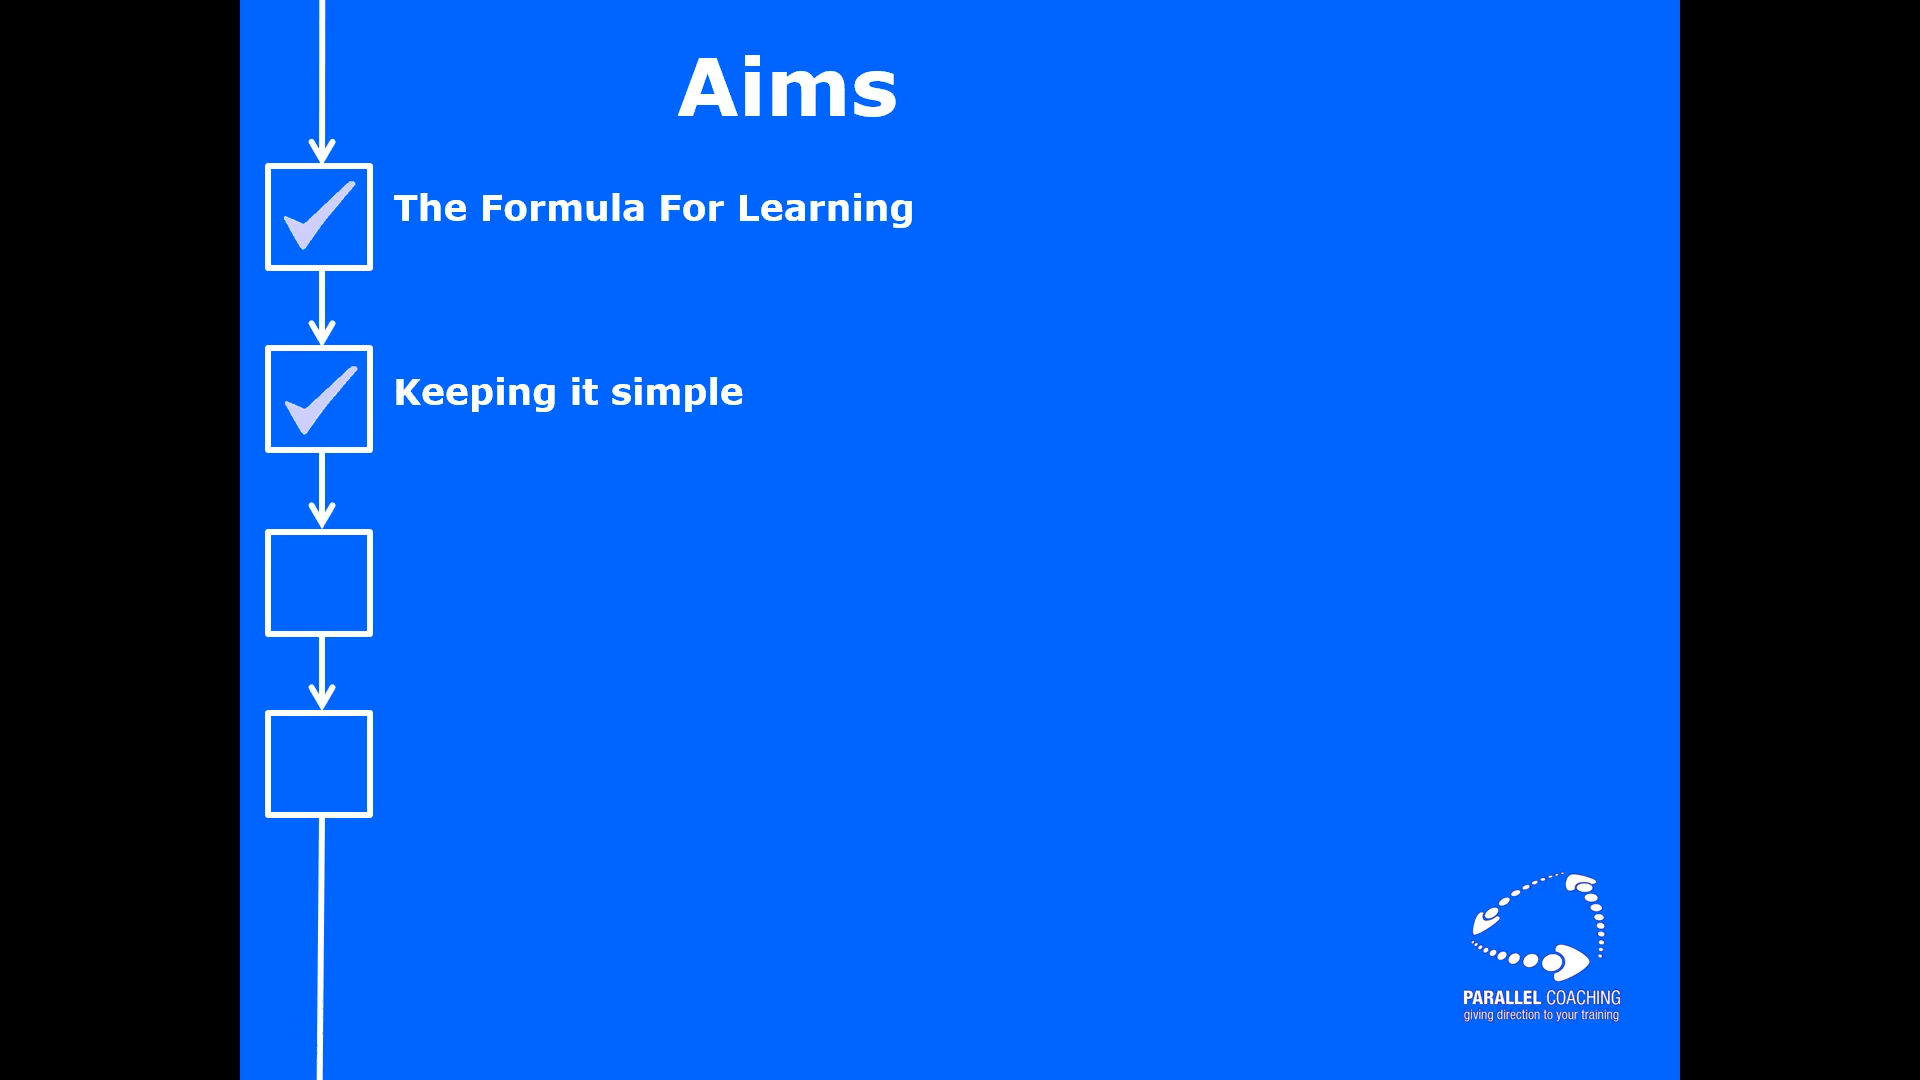 Aims
The Formula For Learning
Keeping it simple
PARALLEL COACHING
giving direction to your training